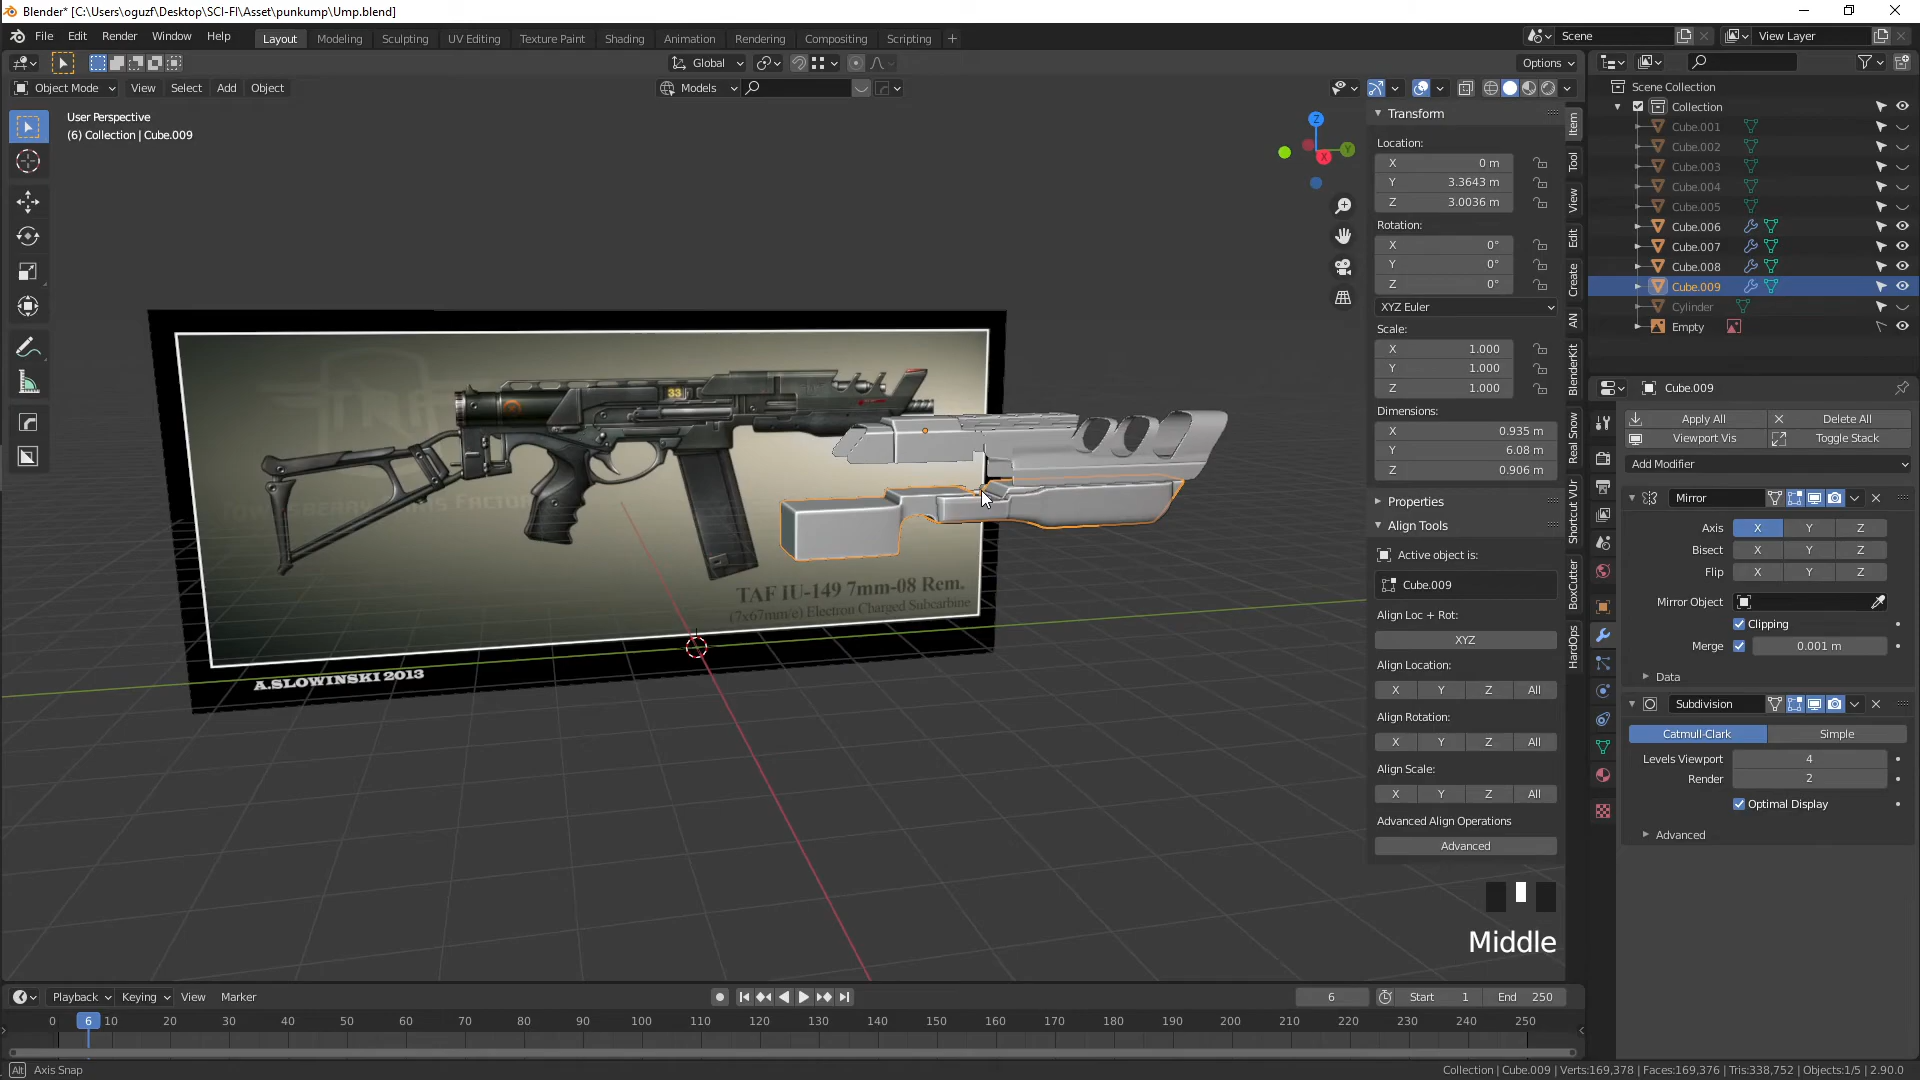 Blender* [C:\Users\oguzf\Desktop\SCI-FI\Asset\punkump\Ump.blend]
File Edit Render Window Help
Layout Modeling Sculpting UV Editing Texture Paint Shading Animation Rendering Compositing Scripting +
Scene
View Layer
Global
Options
Object Mode View Select Add Object
Models
User Perspective
(6) Collection | Cube.009
Z
Y
X
33
TAF IU-149 7mm-08 Rem.
(7x67mm/e) Electron Charged Subcarbine
A.SLOWINSKI 2013
Transform
Location:
X 0 m
Y 3.3643 m
Z 3.0036 m
Rotation:
X 0°
Y 0°
Z 0°
XYZ Euler
Scale:
X 1.000
Y 1.000
Z 1.000
Dimensions:
X 0.935 m
Y 6.08 m
Z 0.906 m
Properties
Align Tools
Active object is:
Cube.009
Align Loc + Rot:
XYZ
Align Location:
X Y Z All
Align Rotation:
X Y Z All
Align Scale:
X Y Z All
Advanced Align Operations
Advanced
Item
Tool
View
Edit
Create
AN
BlenderKit
Real Snow
Shortcut VUr
BoxCutter
HardOps
Scene Collection
Collection
Cube.001
Cube.002
Cube.003
Cube.004
Cube.005
Cube.006
Cube.007
Cube.008
Cube.009
Cylinder
Empty
Cube.009
Apply All Delete All
Viewport Vis Toggle Stack
Add Modifier
Mirror
Axis X Y Z
Bisect X Y Z
Flip X Y Z
Mirror Object
Clipping
Merge 0.001 m
Data
Subdivision
Catmull-Clark Simple
Levels Viewport 4
Render 2
Optimal Display
Advanced
Middle
Playback Keying View Marker
6 Start 1 End 250
0 6 10 20 30 40 50 60 70 80 90 100 110 120 130 140 150 160 170 180 190 200 210 220 230 240 250
Alt Axis Snap
Collection | Cube.009 | Verts:169,378 | Faces:169,376 | Tris:338,752 | Objects:1/5 | 2.90.0